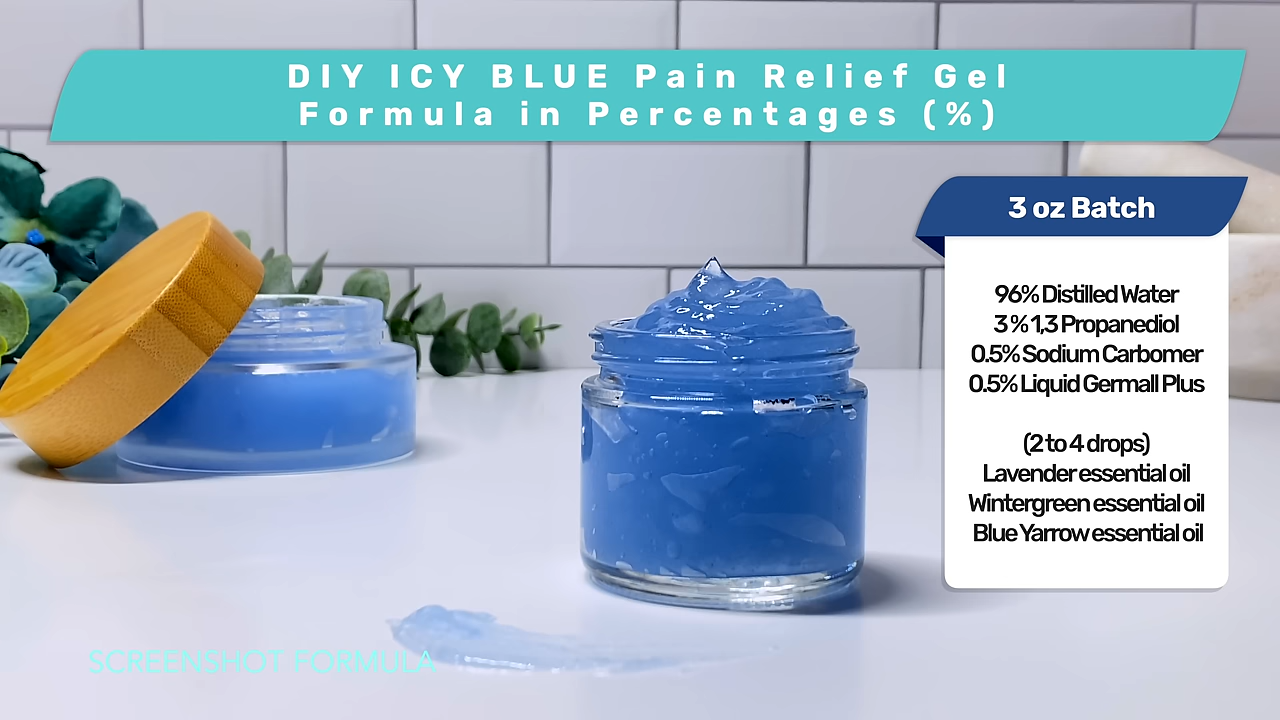 DIY ICY BLUE Pain Relief Gel
Formula in Percentages (%)
3 oz Batch
96% Distilled Water
3 % 1,3 Propanediol
0.5% Sodium Carbomer
0.5% Liquid Germall Plus
(2 to 4 drops)
Lavender essential oil
Wintergreen essential oil
Blue Yarrow essential oil
SCREENSHOT FORMULA